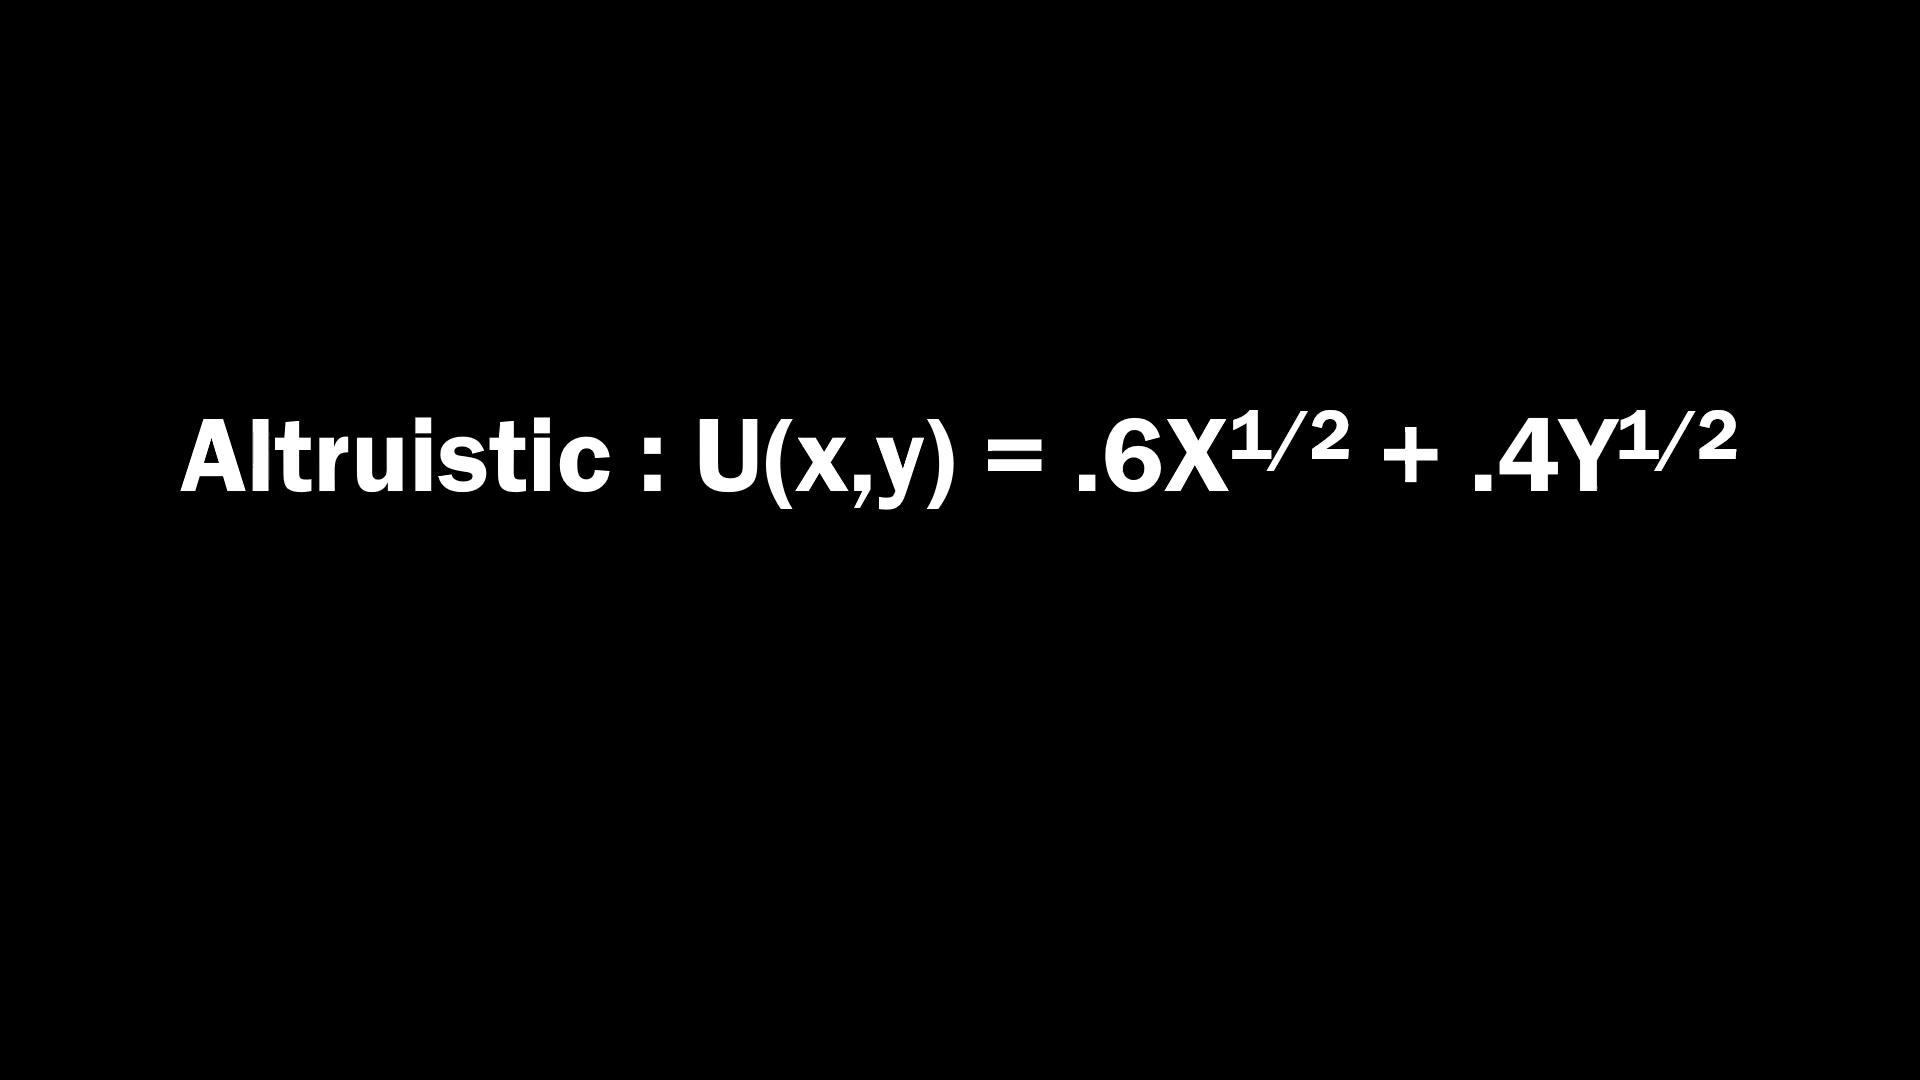 Altruistic : U(x,y) = .6X¹⁄² + .4Y¹⁄²